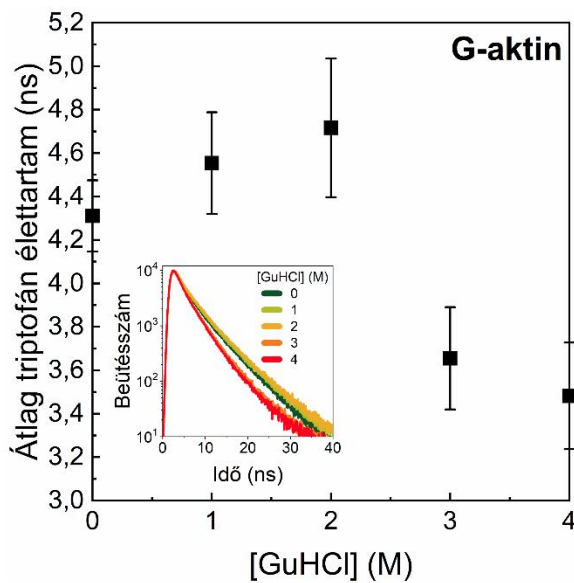 G-aktin
Átlag triptofán élettartam (ns)
5,2
5,0
4,8
4,6
4,4
4,2
4,0
3,8
3,6
3,4
3,2
3,0
0 1 2 3 4
[GuHCl] (M)
Beütésszám
10⁴
10³
10²
10¹
0 10 20 30 40
Idő (ns)
[GuHCl] (M)
0
1
2
3
4